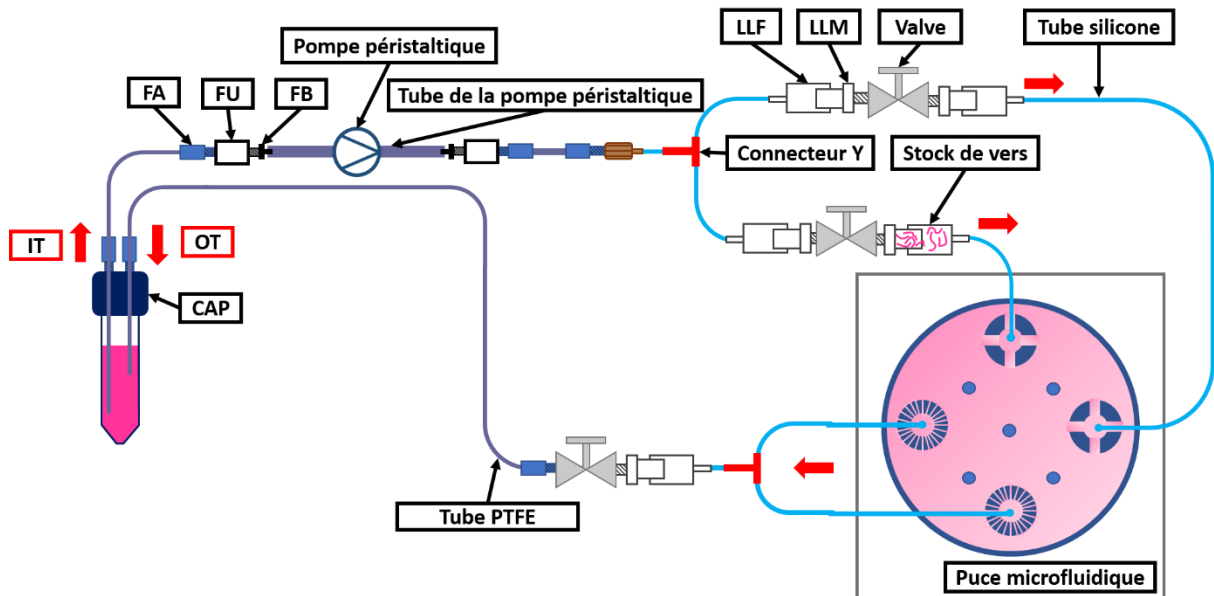 Pompe péristaltique
LLF
LLM
Valve
Tube silicone
FA
FU
FB
Tube de la pompe péristaltique
Connecteur Y
Stock de vers
IT
OT
CAP
Tube PTFE
Puce microfluidique